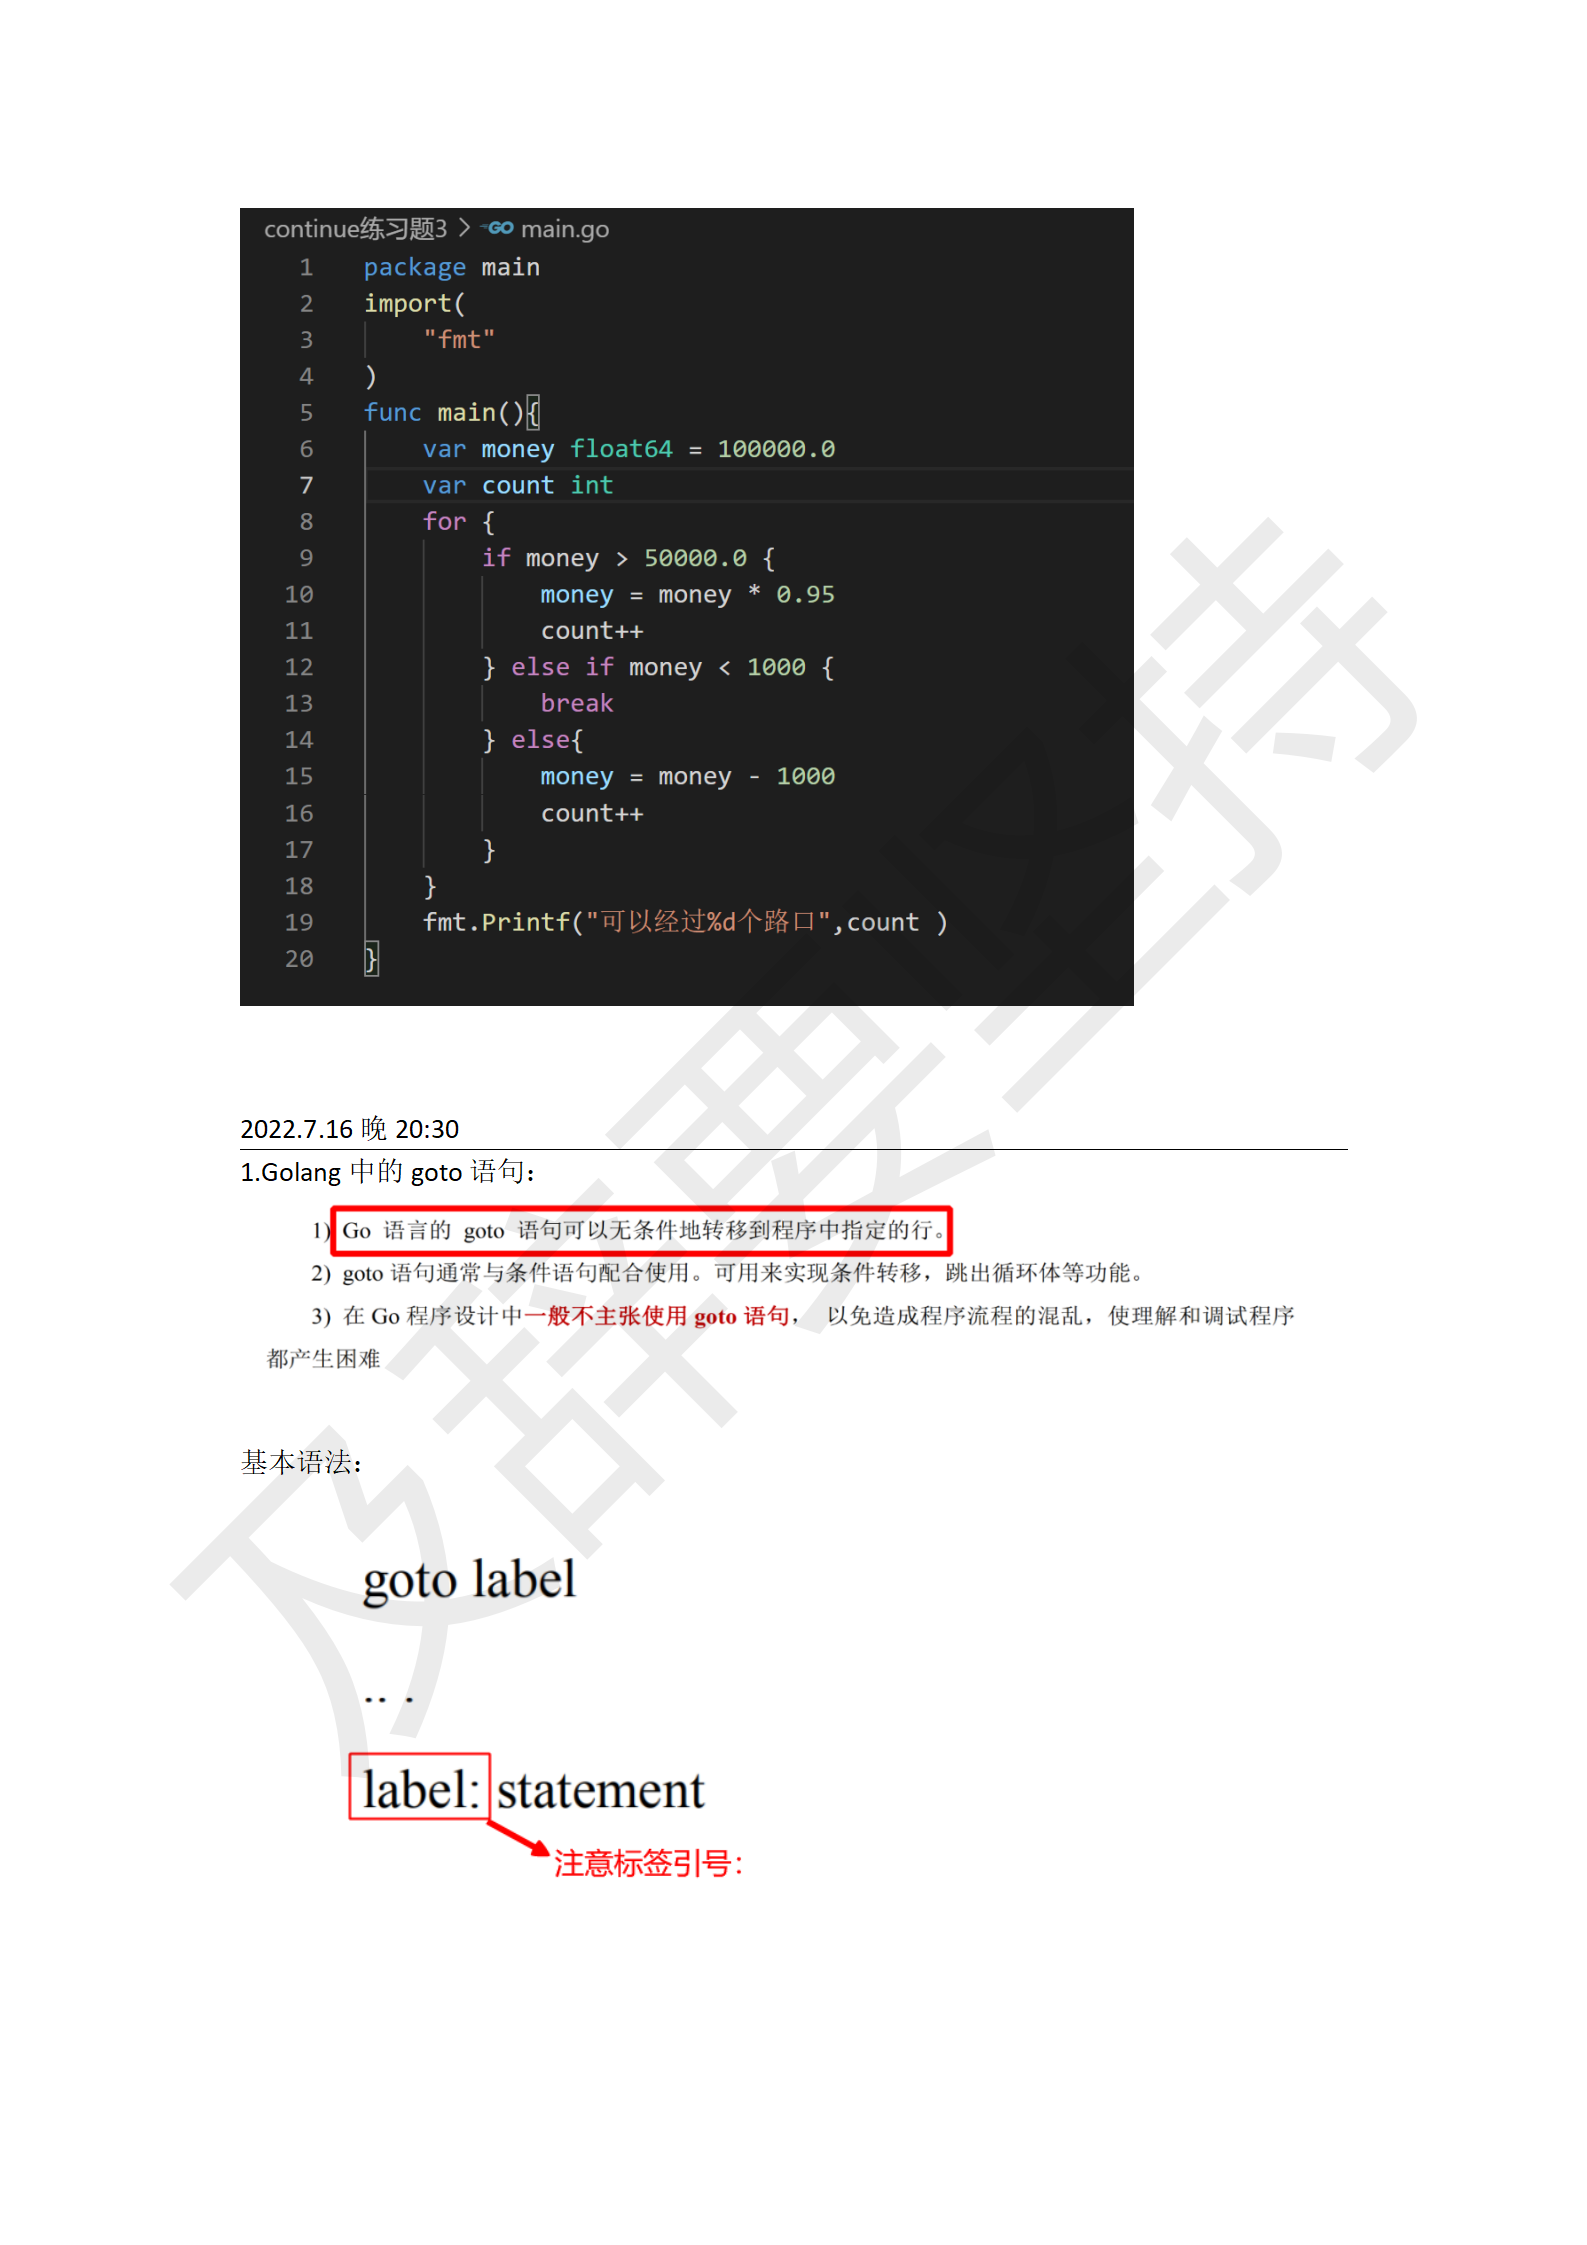 continue练习题3 > GO main.go
1 package main
2 import(
3 "fmt"
4 )
5 func main(){
6 var money float64 = 100000.0
7 var count int
8 for {
9 if money > 50000.0 {
10 money = money * 0.95
11 count++
12 } else if money < 1000 {
13 break
14 } else{
15 money = money - 1000
16 count++
17 }
18 }
19 fmt.Printf("可以经过%d个路口",count )
20 }
2022.7.16 晚 20:30
1.Golang 中的 goto 语句：
1) Go 语言的 goto 语句可以无条件地转移到程序中指定的行。
2) goto 语句通常与条件语句配合使用。可用来实现条件转移，跳出循环体等功能。
3) 在 Go 程序设计中一般不主张使用 goto 语句， 以免造成程序流程的混乱，使理解和调试程序
都产生困难
基本语法：
goto label
.. .
label: statement
注意标签引号：
及辞要坚持